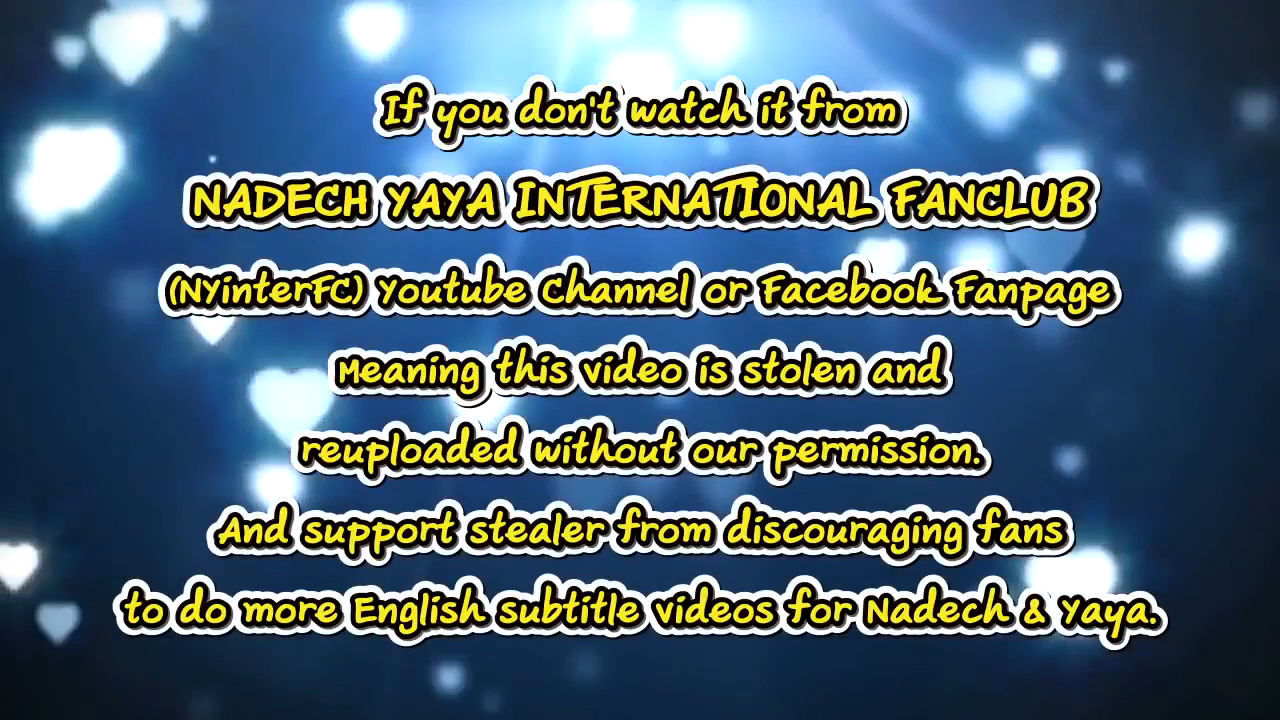 If you don't watch it from
NADECH YAYA INTERNATIONAL FANCLUB
(NYinterFC) Youtube Channel or Facebook Fanpage
Meaning this video is stolen and
reuploaded without our permission.
And support stealer from discouraging fans
to do more English subtitle videos for Nadech & Yaya.